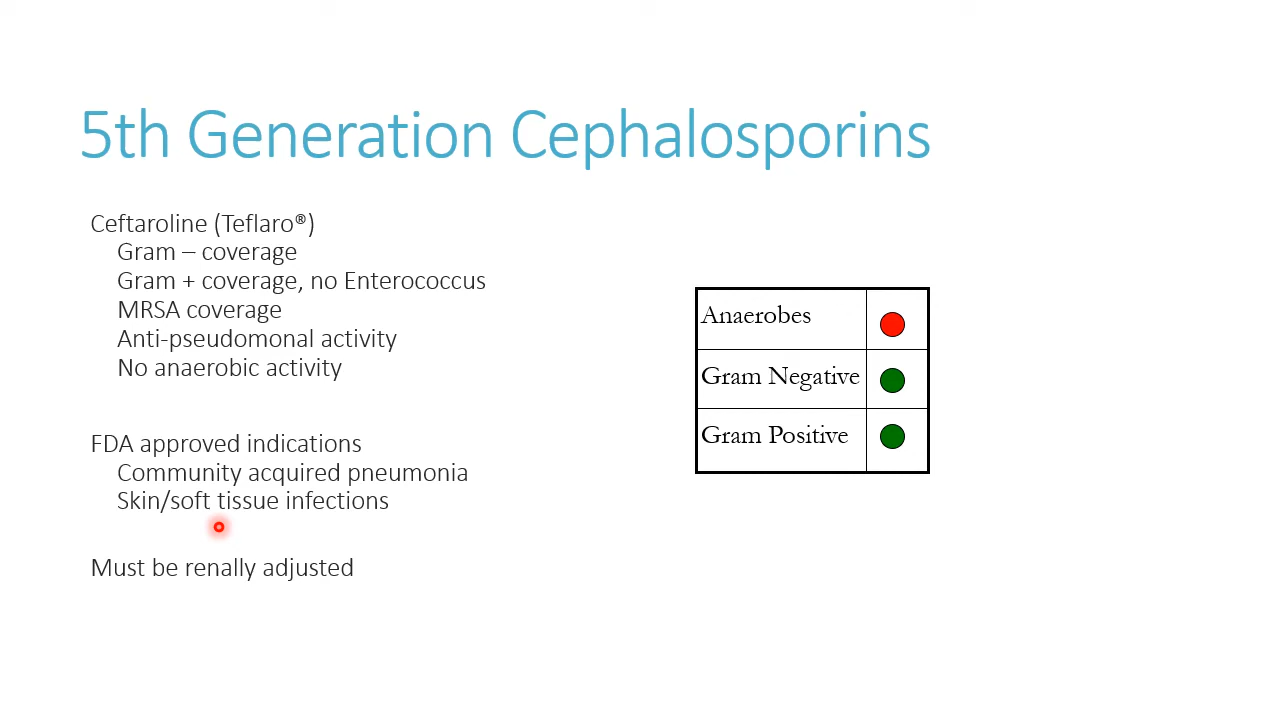 5th Generation Cephalosporins
Ceftaroline (Teflaro®)
Gram – coverage
Gram + coverage, no Enterococcus
MRSA coverage
Anti-pseudomonal activity
No anaerobic activity
FDA approved indications
Community acquired pneumonia
Skin/soft tissue infections
Must be renally adjusted
Anaerobes
Gram Negative
Gram Positive